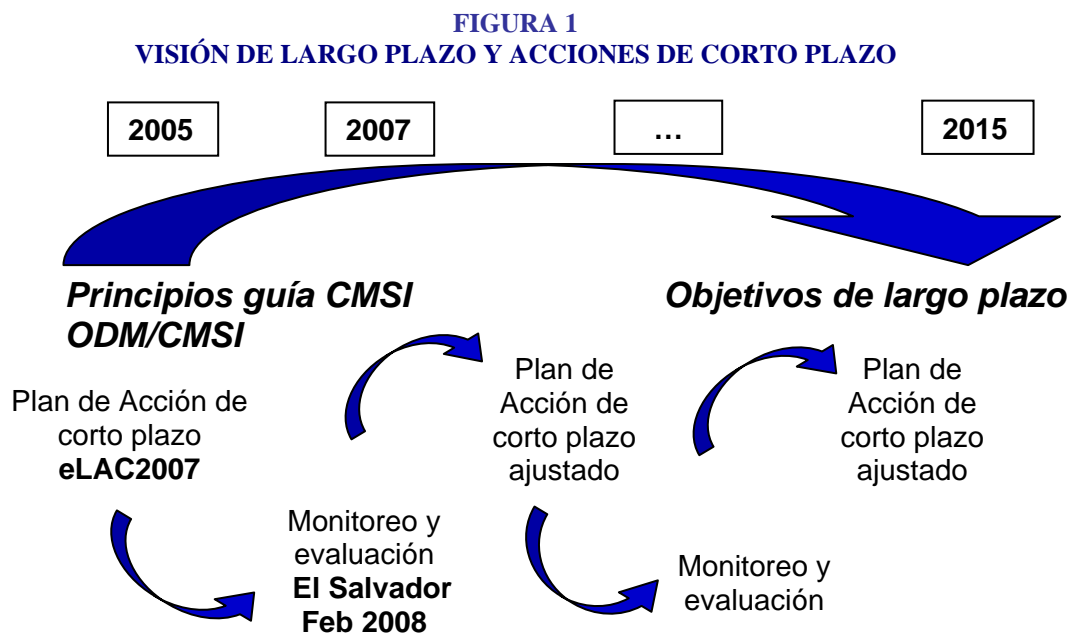 FIGURA 1
VISIÓN DE LARGO PLAZO Y ACCIONES DE CORTO PLAZO
2005
2007
...
2015
Principios guía CMSI
ODM/CMSI
Objetivos de largo plazo
Plan de Acción de
corto plazo
eLAC2007
Monitoreo y
evaluación
El Salvador
Feb 2008
Plan de
Acción de
corto plazo
ajustado
Monitoreo y
evaluación
Plan de
Acción de
corto plazo
ajustado